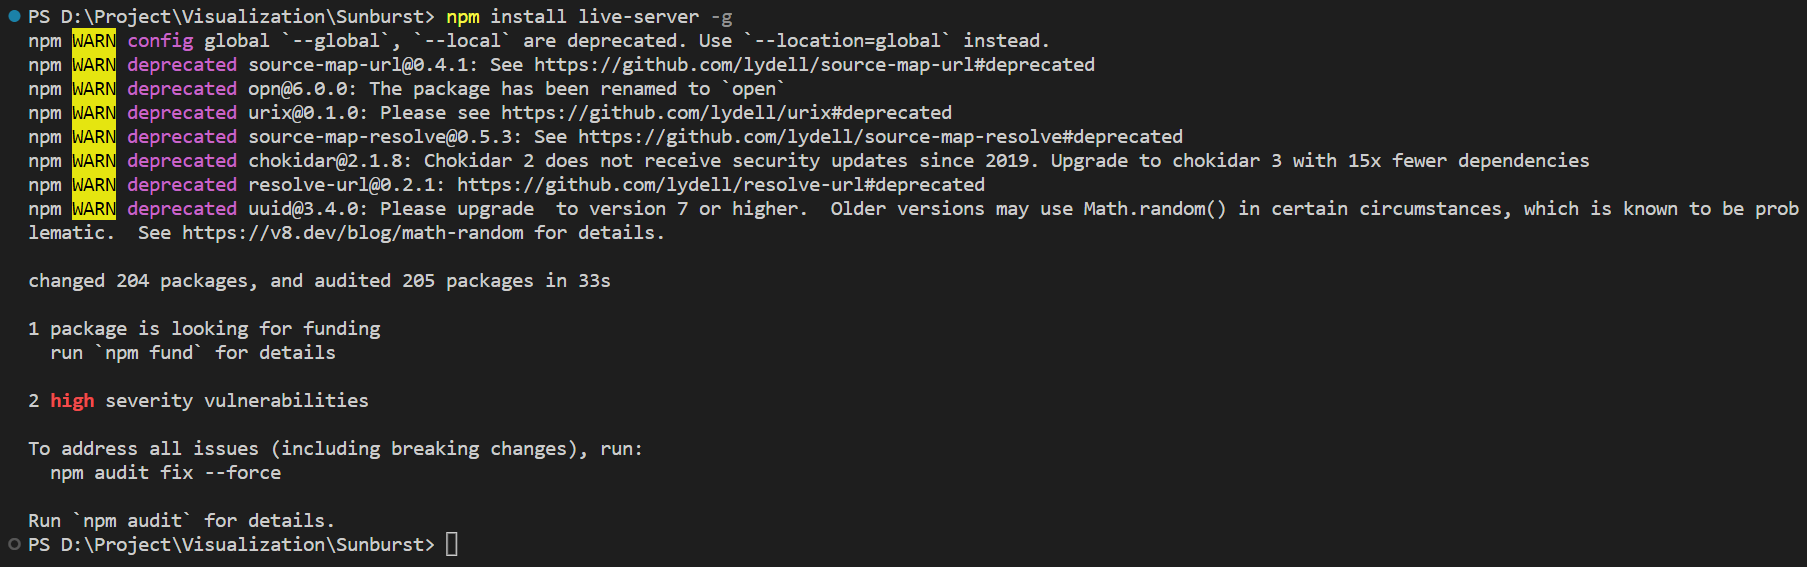 PS D:\Project\Visualization\Sunburst> npm install live-server -g
npm WARN config global `--global`, `--local` are deprecated. Use `--location=global` instead.
npm WARN deprecated source-map-url@0.4.1: See https://github.com/lydell/source-map-url#deprecated
npm WARN deprecated opn@6.0.0: The package has been renamed to `open`
npm WARN deprecated urix@0.1.0: Please see https://github.com/lydell/urix#deprecated
npm WARN deprecated source-map-resolve@0.5.3: See https://github.com/lydell/source-map-resolve#deprecated
npm WARN deprecated chokidar@2.1.8: Chokidar 2 does not receive security updates since 2019. Upgrade to chokidar 3 with 15x fewer dependencies
npm WARN deprecated resolve-url@0.2.1: https://github.com/lydell/resolve-url#deprecated
npm WARN deprecated uuid@3.4.0: Please upgrade  to version 7 or higher.  Older versions may use Math.random() in certain circumstances, which is known to be prob
lematic.  See https://v8.dev/blog/math-random for details.
changed 204 packages, and audited 205 packages in 33s
1 package is looking for funding
  run `npm fund` for details
2 high severity vulnerabilities
To address all issues (including breaking changes), run:
  npm audit fix --force
Run `npm audit` for details.
PS D:\Project\Visualization\Sunburst>